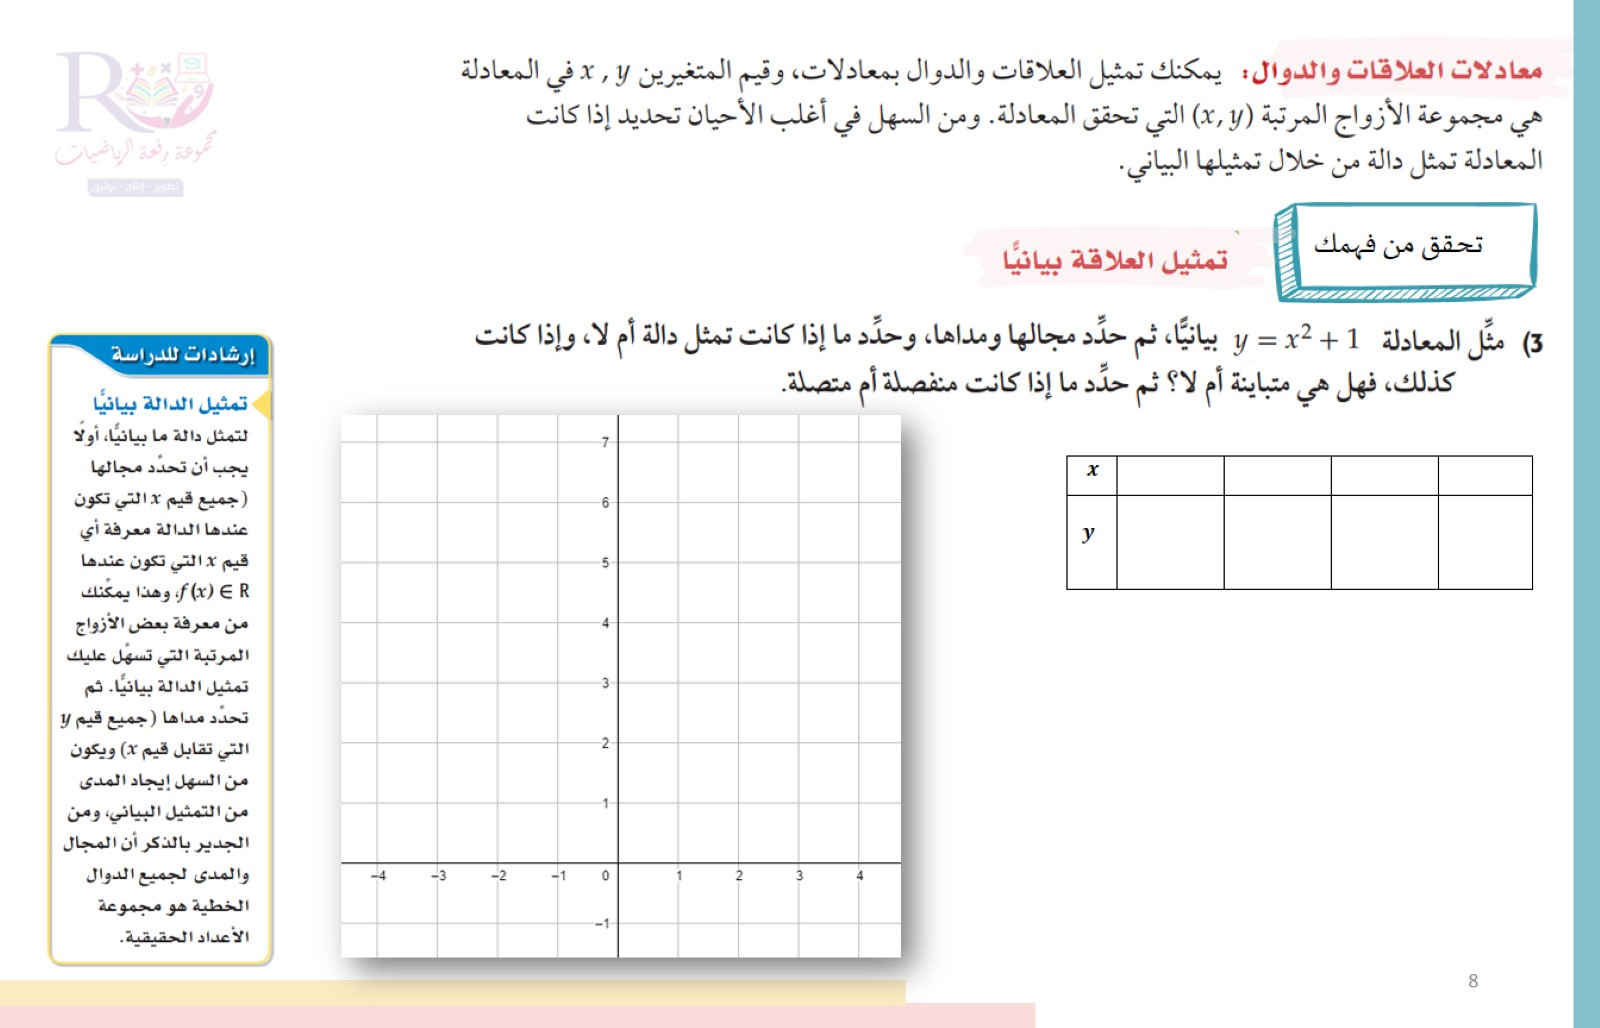 معادلات العلاقات والدوال: يمكنك تمثيل العلاقات والدوال بمعادلات، وقيم المتغيرين x , y في المعادلة
هي مجموعة الأزواج المرتبة (x, y) التي تحقق المعادلة. ومن السهل في أغلب الأحيان تحديد إذا كانت
المعادلة تمثل دالة من خلال تمثيلها البياني.
R
مجموعة رفعة الرياضيات
تطوير - إنتاج - توثيق
تحقق من فهمك
تمثيل العلاقة بيانيًّا
3) مثِّل المعادلة y = x² + 1 بيانيًّا، ثم حدِّد مجالها ومداها، وحدِّد ما إذا كانت تمثل دالة أم لا، وإذا كانت
كذلك، فهل هي متباينة أم لا؟ ثم حدِّد ما إذا كانت منفصلة أم متصلة.
x
y
7
6
5
4
3
2
1
−4 −3 −2 −1 0 1 2 3 4
−1
إرشادات للدراسة
تمثيل الدالة بيانيًّا
لتمثل دالة ما بيانيًّا، أولًا
يجب أن تحدِّد مجالها
(جميع قيم x التي تكون
عندها الدالة معرفة أي
قيم x التي تكون عندها
f (x) ∈ R، وهذا يمكّنك
من معرفة بعض الأزواج
المرتبة التي تسهّل عليك
تمثيل الدالة بيانيًّا. ثم
تحدّد مداها (جميع قيم y
التي تقابل قيم x) ويكون
من السهل إيجاد المدى
من التمثيل البياني، ومن
الجدير بالذكر أن المجال
والمدى لجميع الدوال
الخطية هو مجموعة
الأعداد الحقيقية.
8